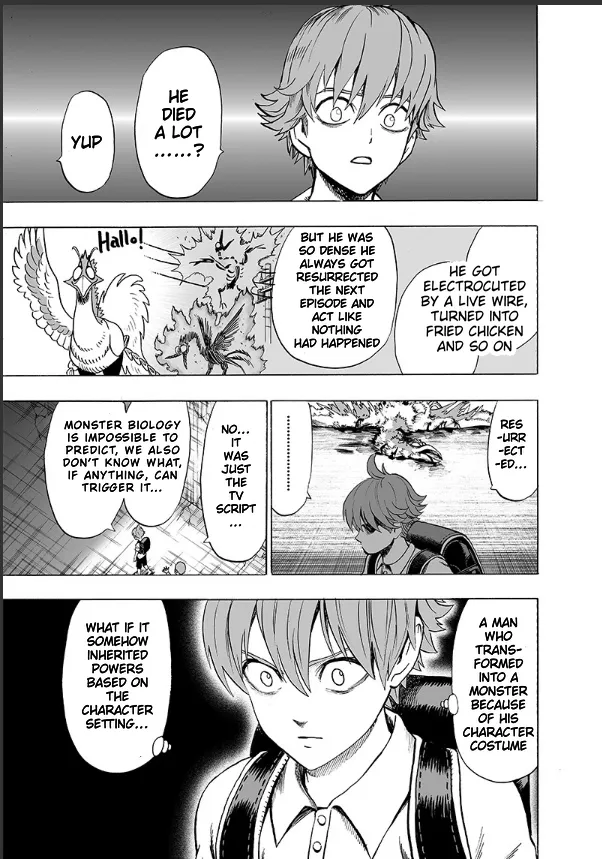 HE
DIED
A LOT
......?
YUP
HE GOT
ELECTROCUTED
BY A LIVE WIRE,
TURNED INTO
FRIED CHICKEN
AND SO ON
BUT HE WAS
SO DENSE HE
ALWAYS GOT
RESURRECTED
THE NEXT
EPISODE AND
ACT LIKE
NOTHING
HAD HAPPENED
Hallo!
RES
-URR
-ECT
-ED...
............
NO...
IT
WAS
JUST
THE
TV
SCRIPT
...
MONSTER BIOLOGY
IS IMPOSSIBLE TO
PREDICT, WE ALSO
DON'T KNOW WHAT,
IF ANYTHING, CAN
TRIGGER IT...
A MAN
WHO
TRANS-
FORMED
INTO A
MONSTER
BECAUSE
OF HIS
CHARACTER
COSTUME
WHAT IF IT
SOMEHOW
INHERITED
POWERS
BASED ON
THE
CHARACTER
SETTING...